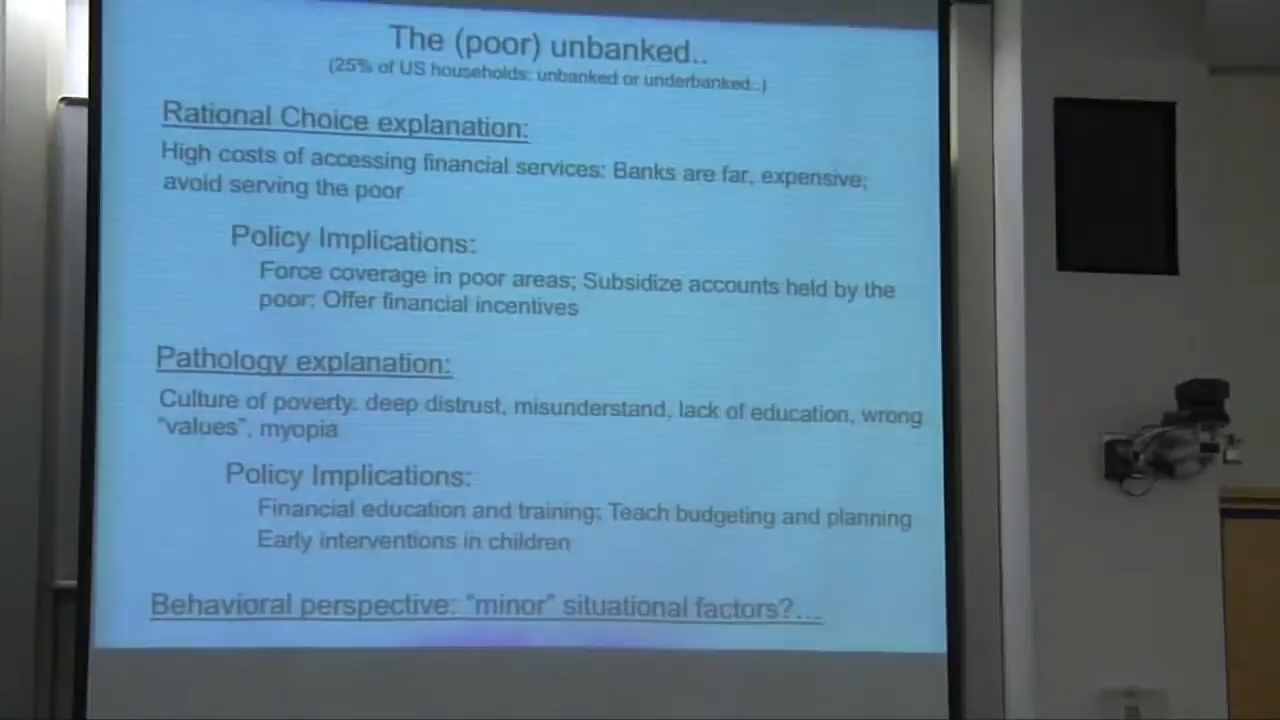 The (poor) unbanked..
(25% of US households: unbanked or underbanked..)
Rational Choice explanation:
High costs of accessing financial services: Banks are far, expensive;
avoid serving the poor
Policy Implications:
Force coverage in poor areas; Subsidize accounts held by the
poor; Offer financial incentives
Pathology explanation:
Culture of poverty. deep distrust, misunderstand, lack of education, wrong
"values", myopia
Policy Implications:
Financial education and training; Teach budgeting and planning
Early interventions in children
Behavioral perspective: "minor" situational factors?...